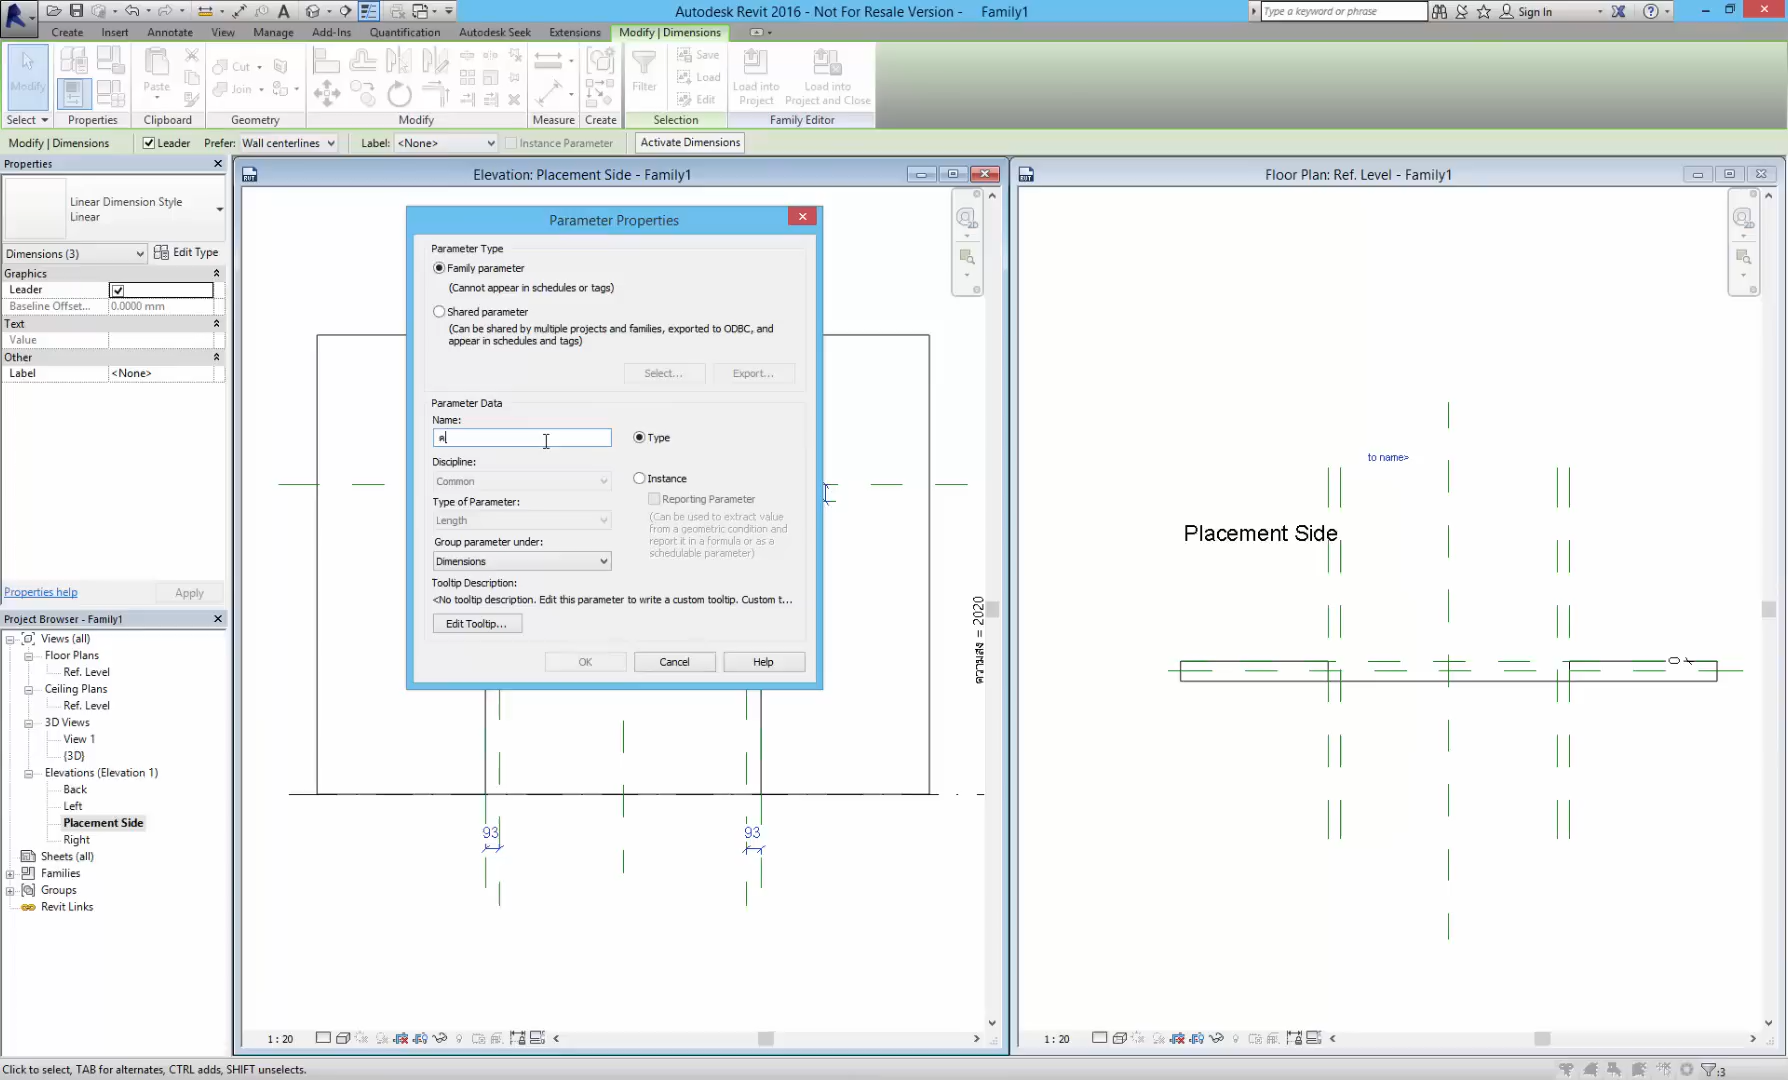 Autodesk Revit 2016 - Not For Resale Version - Family1
Type a keyword or phrase
Sign In
Create Insert Annotate View Manage Add-Ins Quantification Autodesk Seek Extensions Modify | Dimensions
Modify
Paste
Cut
Join
Filter
Save
Load
Edit
Load into
Project
Load into
Project and Close
Select Properties Clipboard Geometry Modify Measure Create Selection Family Editor
Modify | Dimensions
Leader
Prefer: Wall centerlines
Label: <None>
Instance Parameter
Activate Dimensions
Properties
Linear Dimension Style
Linear
Dimensions (3)
Edit Type
Graphics
Leader
Baseline Offset... 0.0000 mm
Text
Value
Other
Label <None>
Properties help
Apply
Project Browser - Family1
Views (all)
Floor Plans
Ref. Level
Ceiling Plans
Ref. Level
3D Views
View 1
{3D}
Elevations (Elevation 1)
Back
Left
Placement Side
Right
Sheets (all)
Families
Groups
Revit Links
Elevation: Placement Side - Family1
Parameter Properties
Parameter Type
Family parameter
(Cannot appear in schedules or tags)
Shared parameter
(Can be shared by multiple projects and families, exported to ODBC, and
appear in schedules and tags)
Select...
Export...
Parameter Data
Name:
ค
Type
Discipline:
Common
Instance
Type of Parameter:
Reporting Parameter
Length
(Can be used to extract value
from a geometric condition and
report it in a formula or as a
schedulable parameter)
Group parameter under:
Dimensions
Tooltip Description:
<No tooltip description. Edit this parameter to write a custom tooltip. Custom t...
Edit Tooltip...
OK
Cancel
Help
93
93
ความสูง = 2020
1 : 20
Floor Plan: Ref. Level - Family1
to name>
Placement Side
0
1 : 20
Click to select, TAB for alternates, CTRL adds, SHIFT unselects.
:3